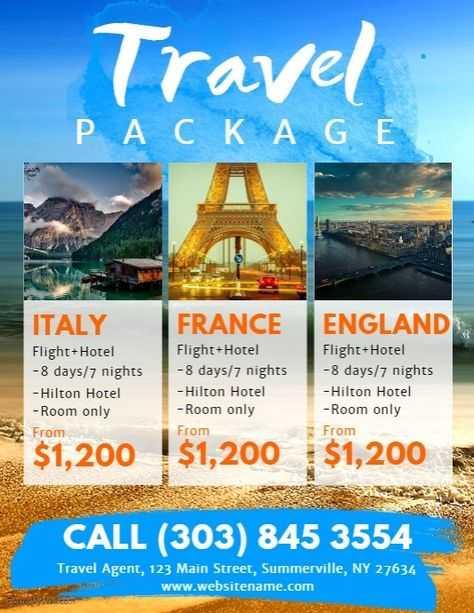 Travel
PACKAGE
ITALY
Flight+Hotel
-8 days/7 nights
-Hilton Hotel
-Room only
From
$1,200
FRANCE
Flight+Hotel
-8 days/7 nights
-Hilton Hotel
-Room only
From
$1,200
ENGLAND
Flight+Hotel
-8 days/7 nights
-Hilton Hotel
-Room only
From
$1,200
CALL (303) 845 3554
Travel Agent, 123 Main Street, Summerville, NY 27634
www.websitename.com